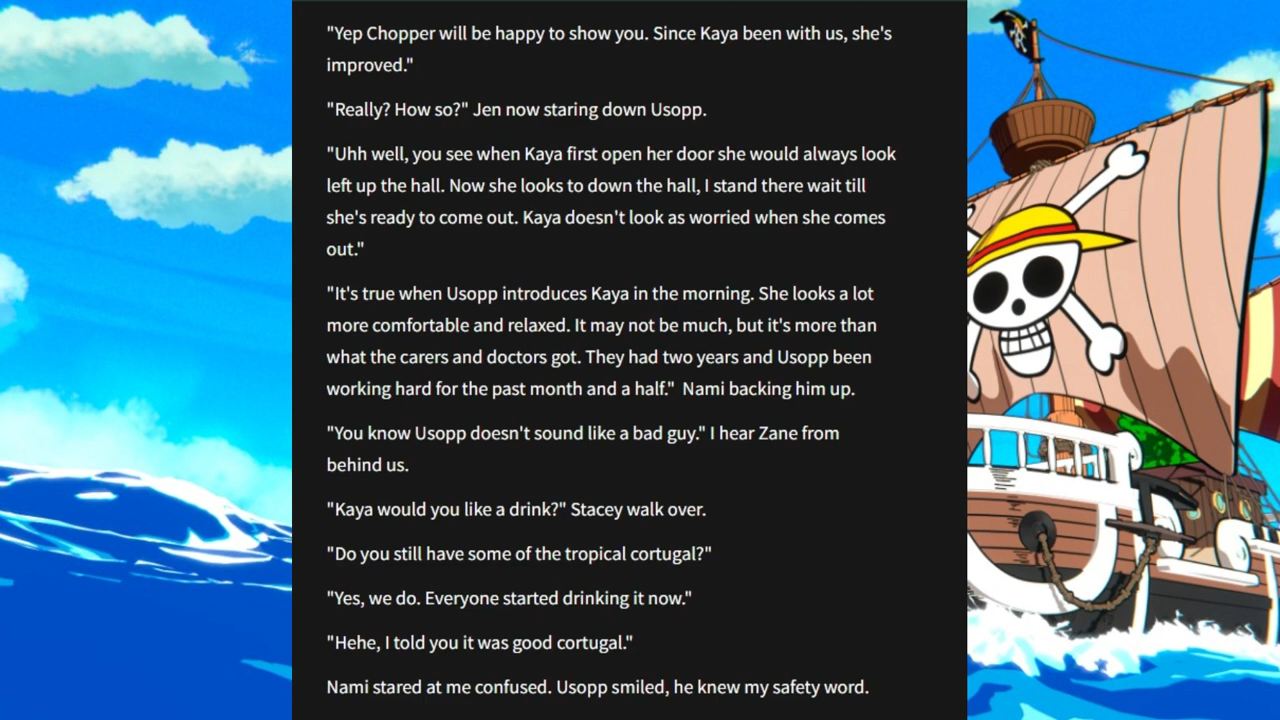 "Yep Chopper will be happy to show you. Since Kaya been with us, she's
improved."
"Really? How so?" Jen now staring down Usopp.
"Uhh well, you see when Kaya first open her door she would always look
left up the hall. Now she looks to down the hall, I stand there wait till
she's ready to come out. Kaya doesn't look as worried when she comes
out."
"It's true when Usopp introduces Kaya in the morning. She looks a lot
more comfortable and relaxed. It may not be much, but it's more than
what the carers and doctors got. They had two years and Usopp been
working hard for the past month and a half."  Nami backing him up.
"You know Usopp doesn't sound like a bad guy." I hear Zane from
behind us.
"Kaya would you like a drink?" Stacey walk over.
"Do you still have some of the tropical cortugal?"
"Yes, we do. Everyone started drinking it now."
"Hehe, I told you it was good cortugal."
Nami stared at me confused. Usopp smiled, he knew my safety word.